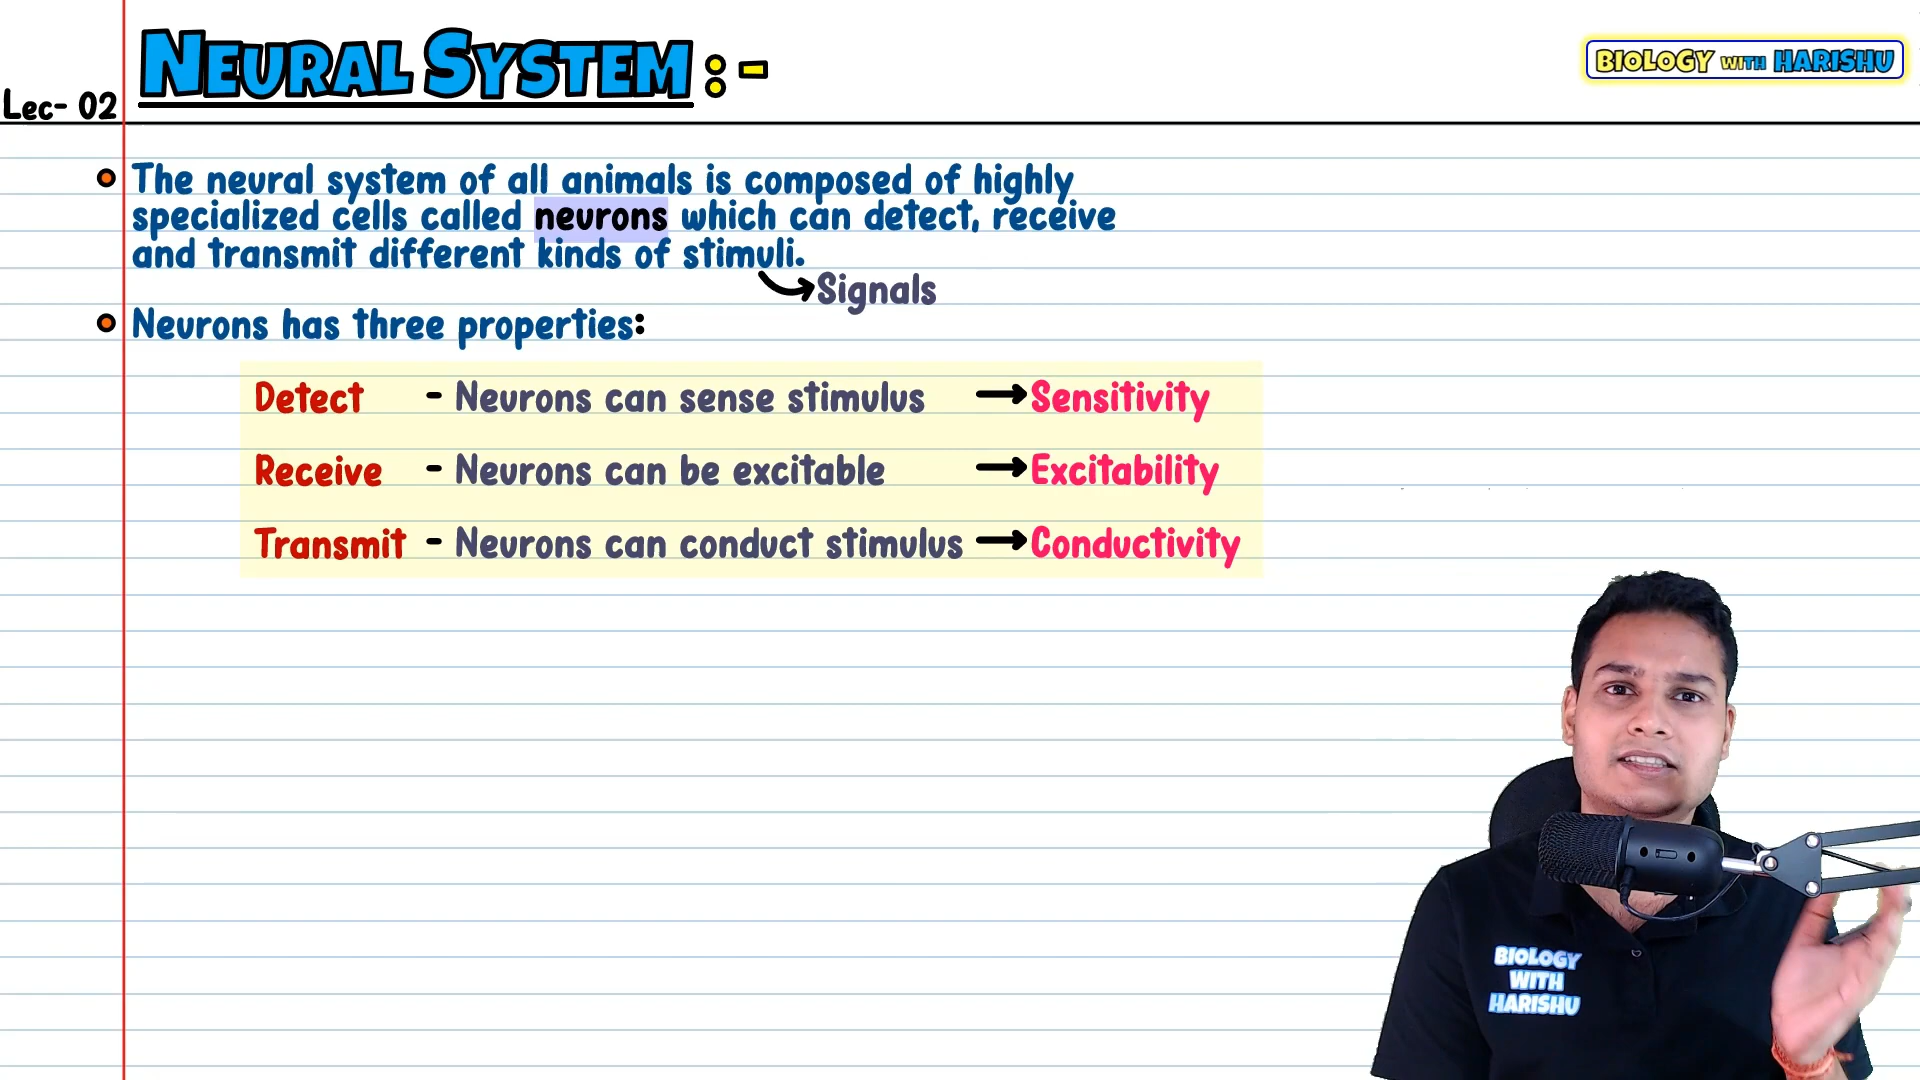 NEURAL SYSTEM :-
BIOLOGY WITH HARISHU
Lec- 02
The neural system of all animals is composed of highly
specialized cells called neurons which can detect, receive
and transmit different kinds of stimuli.
Signals
Neurons has three properties:
Detect - Neurons can sense stimulus → Sensitivity
Receive - Neurons can be excitable → Excitability
Transmit - Neurons can conduct stimulus → Conductivity
BIOLOGY
WITH
HARISHU